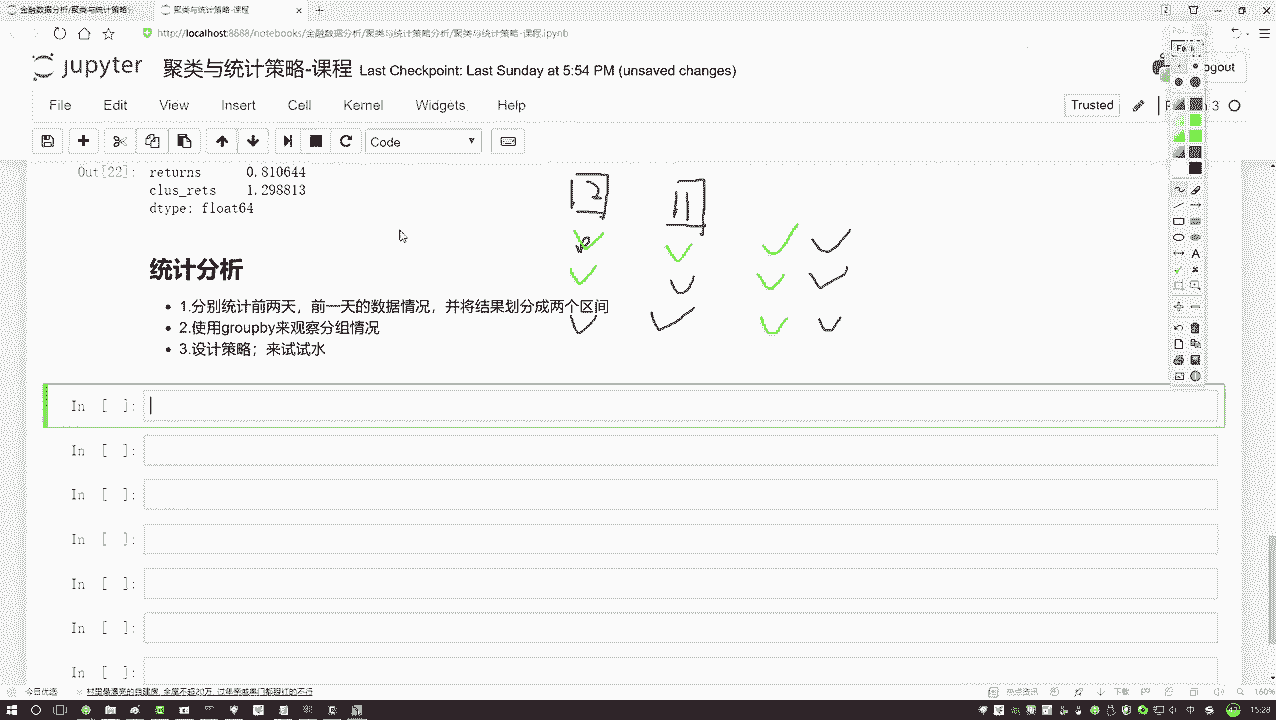 金融数据分析/聚类与统计策略
聚类与统计策略-课程
http://localhost:8888/notebooks/金融数据分析/聚类与统计策略分析/聚类与统计策略-课程.ipynb
jupyter 聚类与统计策略-课程 Last Checkpoint: Last Sunday at 5:54 PM (unsaved changes)
File Edit View Insert Cell Kernel Widgets Help
Trusted
Code
Out[22]: returns 0.810644
clus_rets 1.298813
dtype: float64
统计分析
1.分别统计前两天，前一天的数据情况，并将结果划分成两个区间
2.使用groupby来观察分组情况
3.设计策略；来试试水
In [ ]:
In [ ]:
In [ ]:
In [ ]:
In [ ]:
In [ ]:
In [ ]:
今日优选
下载
160%
15:28